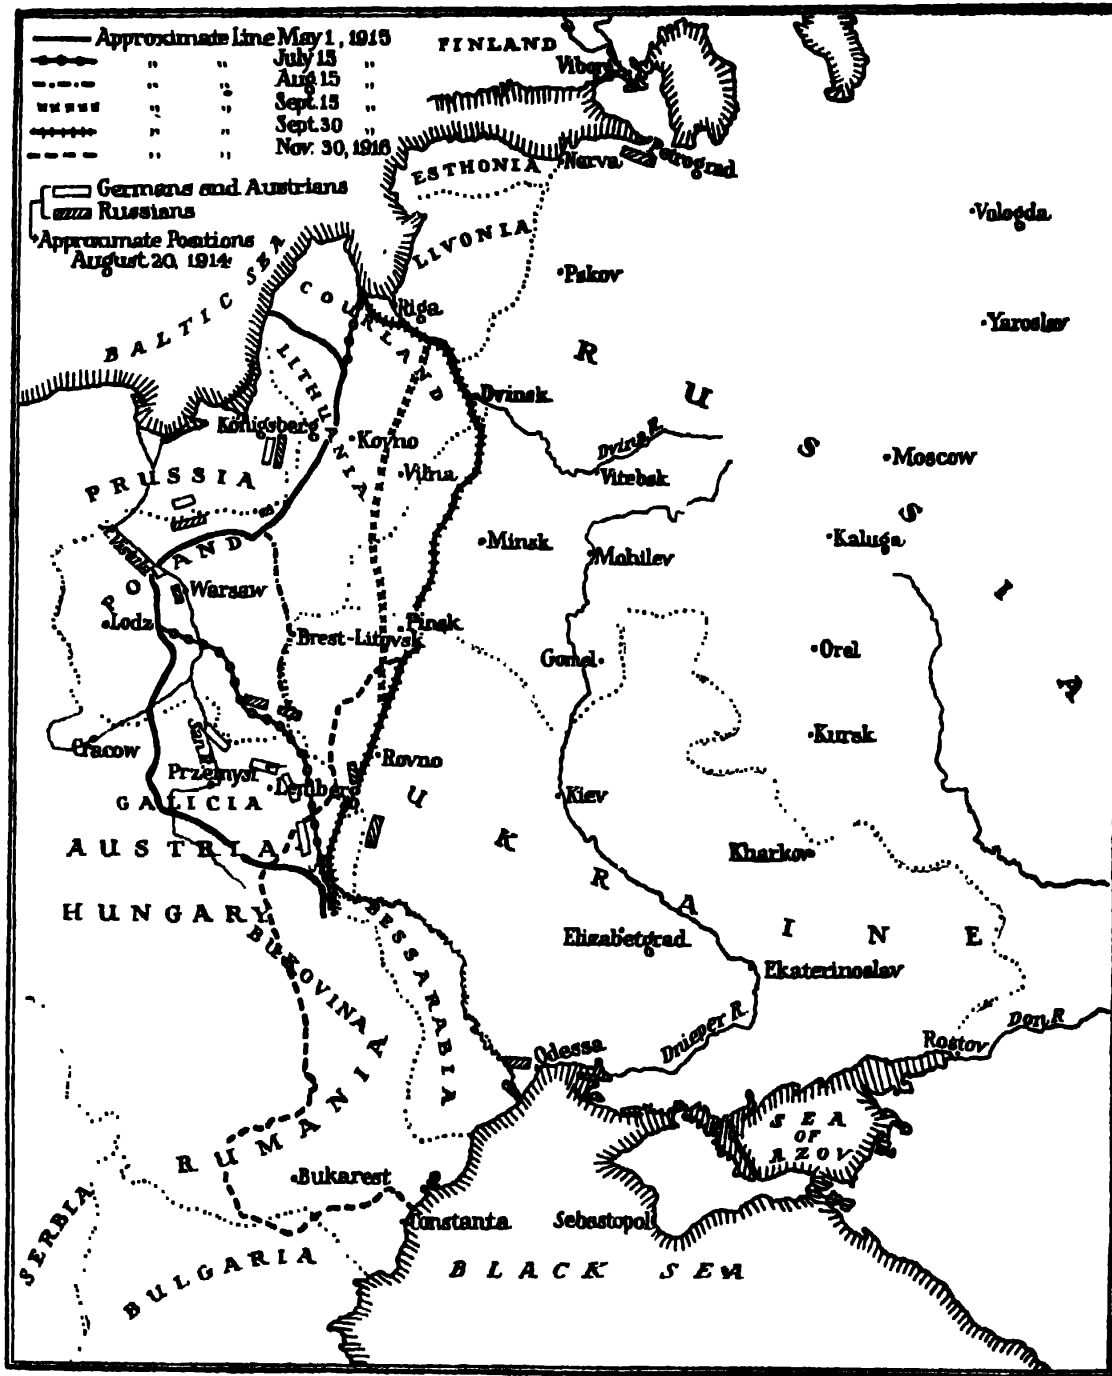 Approximate Line May 1, 1915
" " July 15 "
" " Aug. 15 "
" " Sept. 15 "
" " Sept. 30 "
" " Nov. 30, 1916
Germans and Austrians
Russians
Approximate Positions
August 20, 1914
FINLAND
Viborg
Petrograd
Narva
ESTHONIA
LIVONIA
Vologda
Pskov
Yaroslav
BALTIC SEA
COURLAND
Riga
RUSSIA
LITHUANIA
Dvinsk
Dvina R.
Vitebsk
Moscow
Königsberg
Kovno
Vilna
PRUSSIA
Minsk
Mohilev
Kaluga
R. Vistula
POLAND
Warsaw
Lodz
Brest-Litovsk
Pinsk
Gomel
Orel
Kursk
Cracow
San R.
Przemysl
Lemberg
Rovno
GALICIA
Kiev
UKRAINE
Kharkov
AUSTRIA
HUNGARY
BUKOVINA
BESSARABIA
Elizabetgrad
Ekaterinoslav
Dnieper R.
Don R.
Rostov
Odessa
SEA
OF
AZOV
RUMANIA
Bukarest
Constanta
Sebastopol
SERBIA
BULGARIA
BLACK SEA